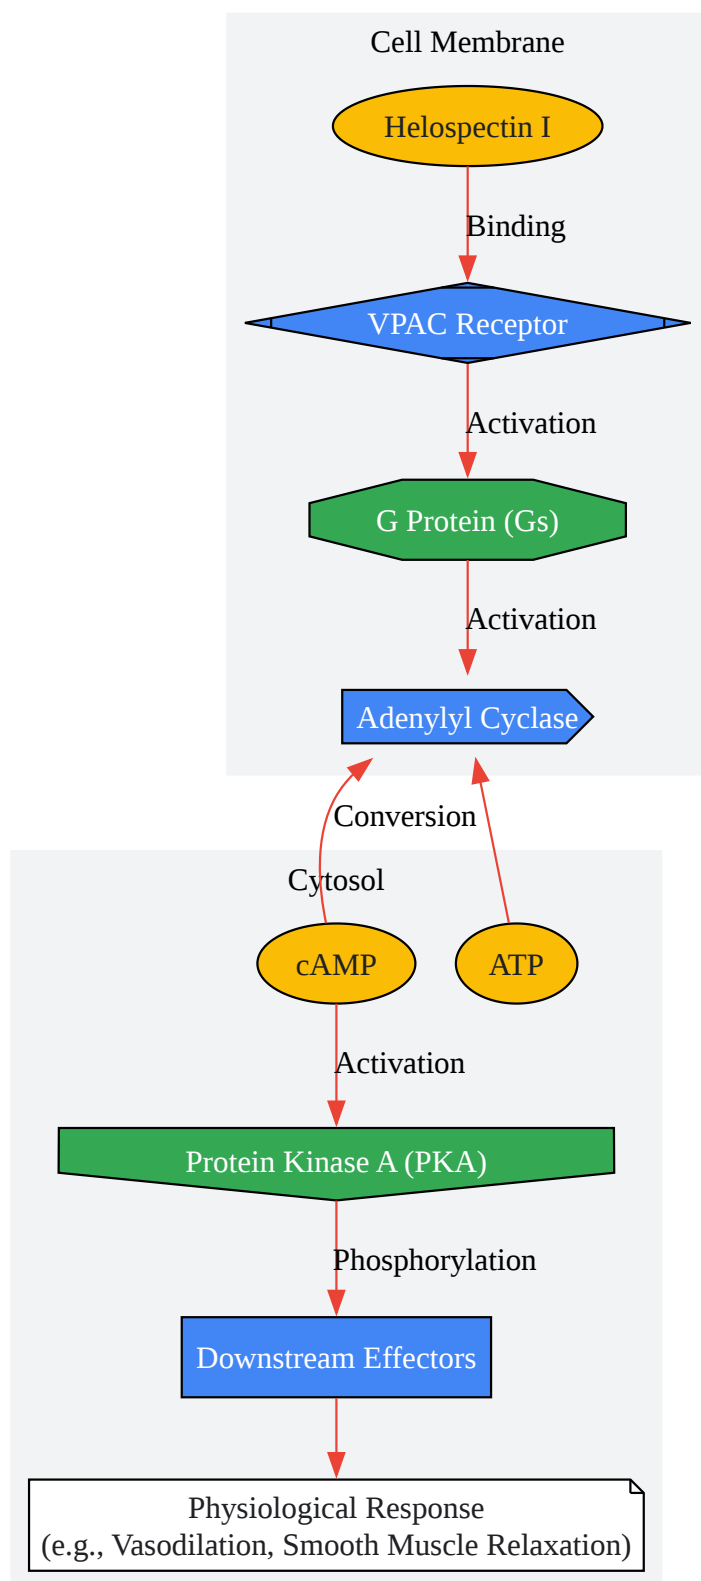 Cell Membrane
Helospectin I
Binding
VPAC Receptor
Activation
G Protein (Gs)
Activation
Adenylyl Cyclase
Conversion
Cytosol
cAMP
ATP
Activation
Protein Kinase A (PKA)
Phosphorylation
Downstream Effectors
Physiological Response
(e.g., Vasodilation, Smooth Muscle Relaxation)